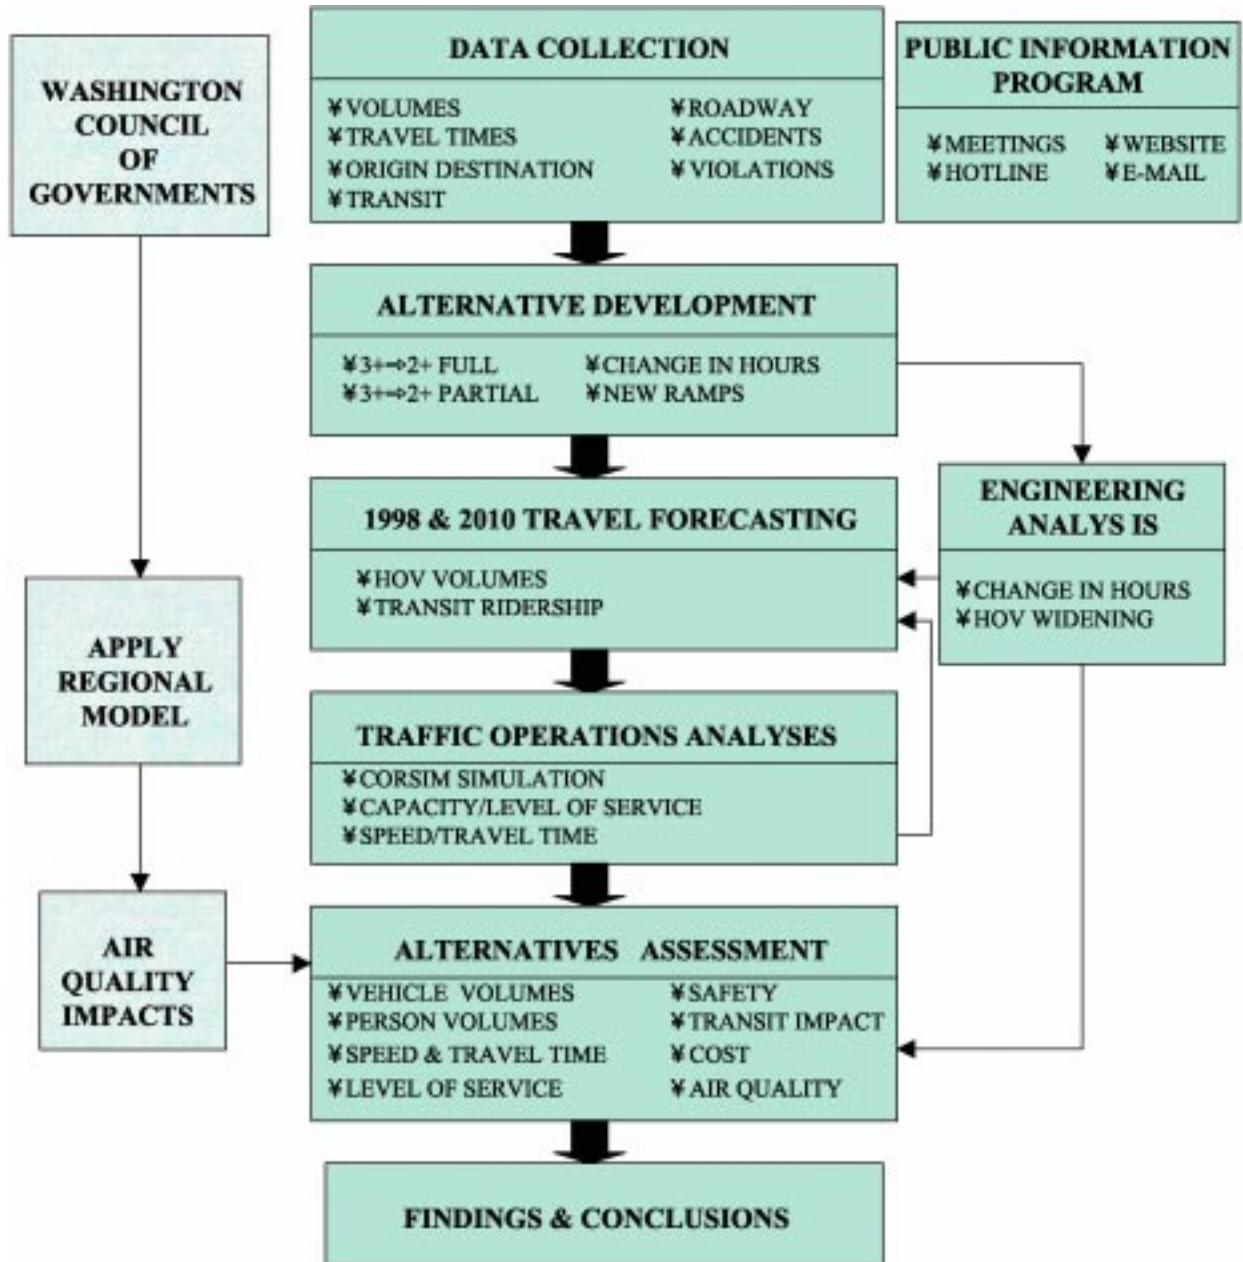 WASHINGTON
COUNCIL
OF
GOVERNMENTS
DATA COLLECTION
¥VOLUMES
¥TRAVEL TIMES
¥ORIGIN DESTINATION
¥TRANSIT
¥ROADWAY
¥ACCIDENTS
¥VIOLATIONS
PUBLIC INFORMATION
PROGRAM
¥MEETINGS
¥HOTLINE
¥WEBSITE
¥E-MAIL
ALTERNATIVE DEVELOPMENT
¥3+⇒2+ FULL
¥3+⇒2+ PARTIAL
¥CHANGE IN HOURS
¥NEW RAMPS
1998 & 2010 TRAVEL FORECASTING
¥HOV VOLUMES
¥TRANSIT RIDERSHIP
ENGINEERING
ANALYS IS
¥CHANGE IN HOURS
¥HOV WIDENING
APPLY
REGIONAL
MODEL
TRAFFIC OPERATIONS ANALYSES
¥CORSIM SIMULATION
¥CAPACITY/LEVEL OF SERVICE
¥SPEED/TRAVEL TIME
AIR
QUALITY
IMPACTS
ALTERNATIVES ASSESSMENT
¥VEHICLE VOLUMES
¥PERSON VOLUMES
¥SPEED & TRAVEL TIME
¥LEVEL OF SERVICE
¥SAFETY
¥TRANSIT IMPACT
¥COST
¥AIR QUALITY
FINDINGS & CONCLUSIONS